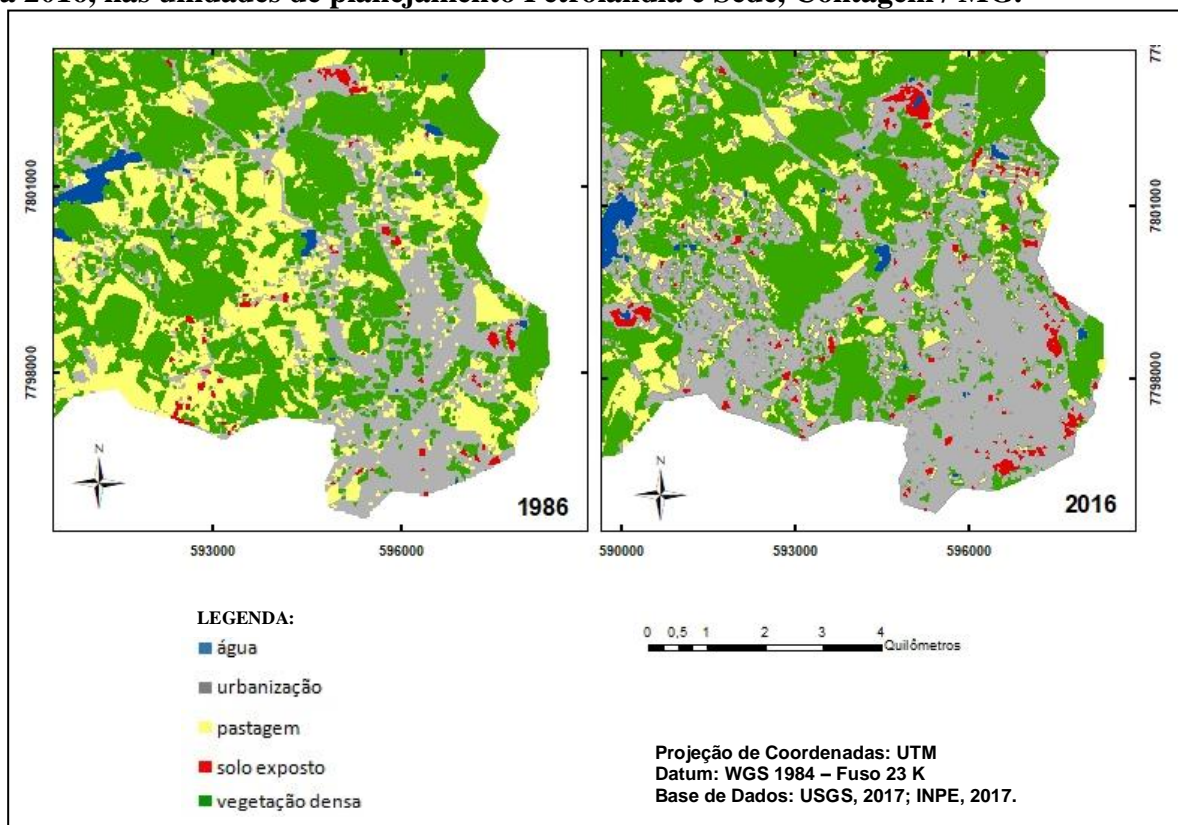 a 2016, nas unidades de planejamento Petrolândia e Sede, Contagem / MG.
7801000
7798000
N
1986
593000
596000
7801000
7798000
N
2016
590000
593000
596000
LEGENDA:
água
urbanização
pastagem
solo exposto
vegetação densa
0 0,5 1 2 3 4
Quilômetros
Projeção de Coordenadas: UTM
Datum: WGS 1984 – Fuso 23 K
Base de Dados: USGS, 2017; INPE, 2017.